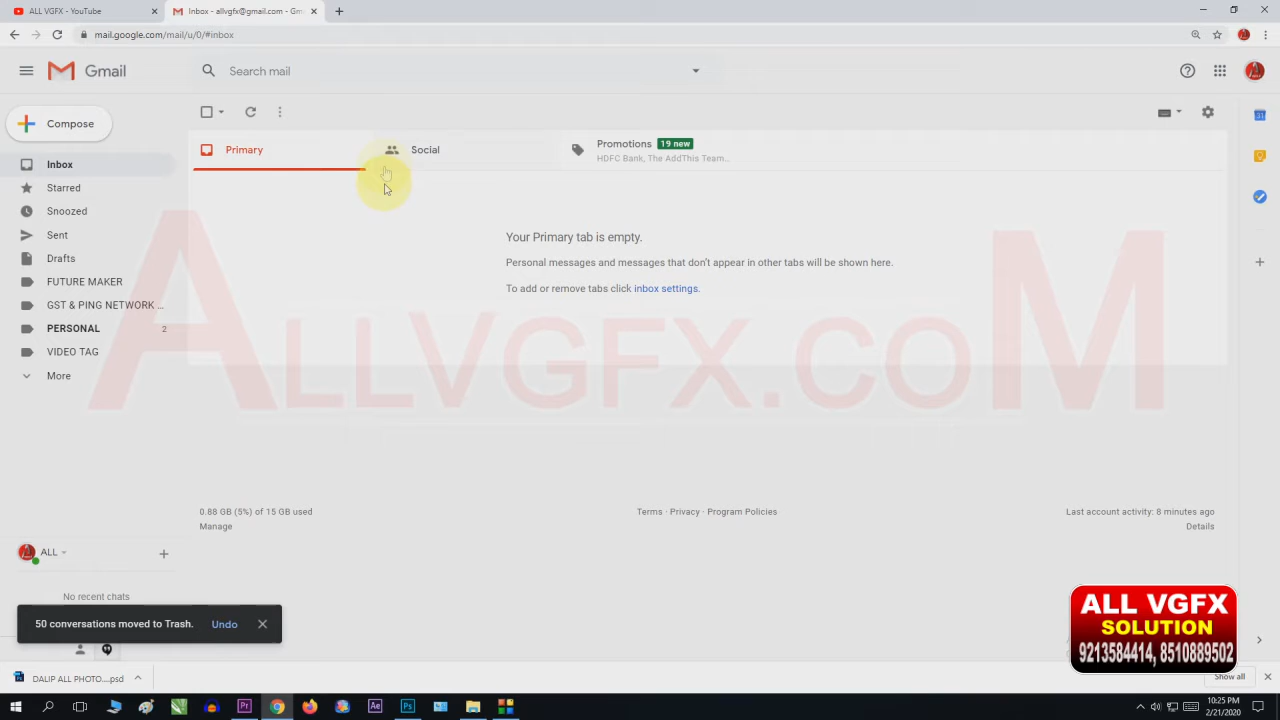 ALL VGFX - YouTube
Inbox - allvgfx@gmail.com - Gm
mail.google.com/mail/u/0/#inbox
Gmail
Search mail
Compose
Primary
Social
Promotions 19 new
HDFC Bank, The AddThis Team...
Inbox
Starred
Snoozed
Sent
Drafts
FUTURE MAKER
GST & PING NETWORK ...
PERSONAL 2
VIDEO TAG
More
Your Primary tab is empty.
Personal messages and messages that don't appear in other tabs will be shown here.
To add or remove tabs click inbox settings.
ALLVGFX.COM
0.88 GB (5%) of 15 GB used
Manage
Terms · Privacy · Program Policies
Last account activity: 8 minutes ago
Details
ALL
No recent chats
50 conversations moved to Trash. Undo
ALL VGFX
SOLUTION
9213584414, 8510889502
DALIP ALL PHOTO....psd
Show all
10:25 PM
2/21/2020